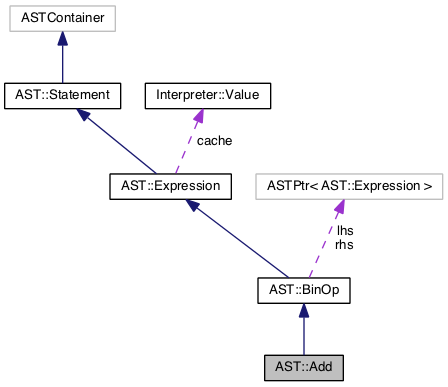 ASTContainer
AST::Statement
Interpreter::Value
cache
AST::Expression
ASTPtr< AST::Expression >
lhs
rhs
AST::BinOp
AST::Add